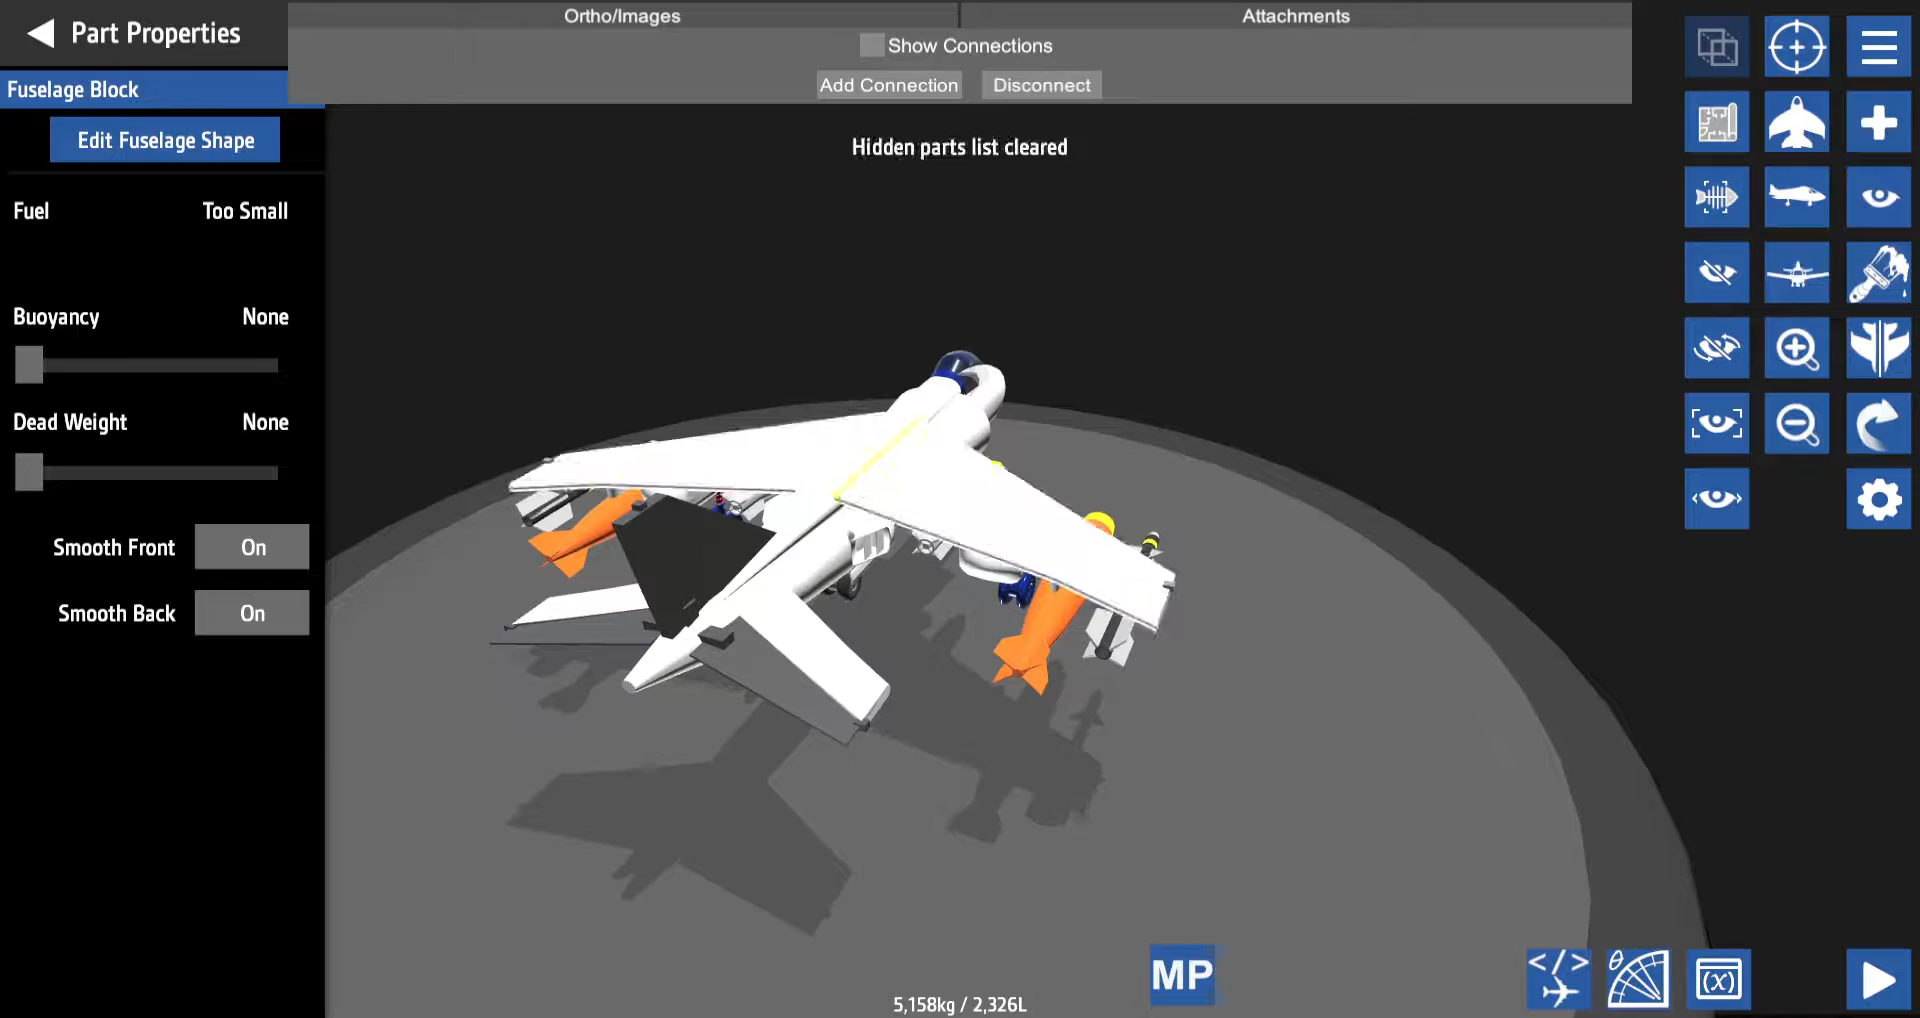 Part Properties
Ortho/Images
Attachments
Show Connections
Add Connection
Disconnect
Fuselage Block
Edit Fuselage Shape
Hidden parts list cleared
Fuel
Too Small
Buoyancy
None
Dead Weight
None
Smooth Front
On
Smooth Back
On
MP
5,158kg / 2,326L
</>
θ
(x)